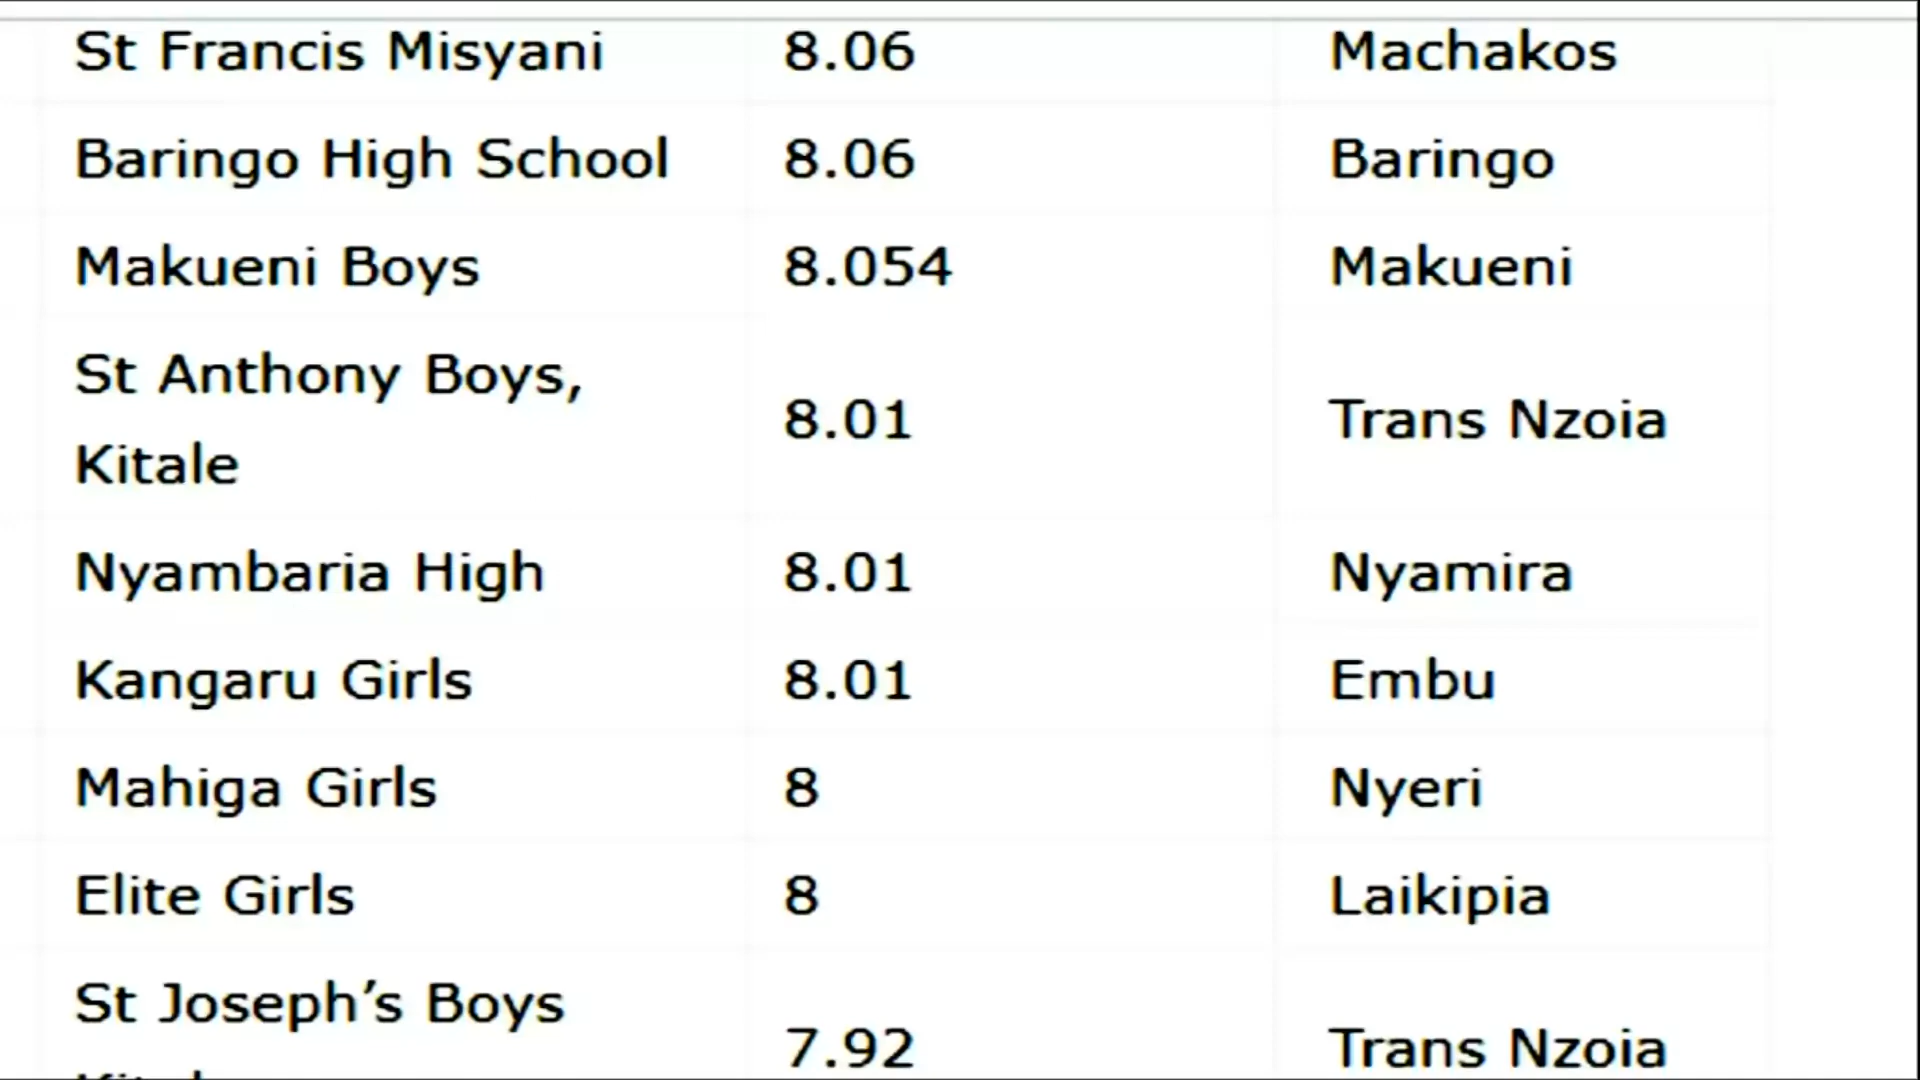 St Francis Misyani 8.06 Machakos
Baringo High School 8.06 Baringo
Makueni Boys 8.054 Makueni
St Anthony Boys,
Kitale 8.01 Trans Nzoia
Nyambaria High 8.01 Nyamira
Kangaru Girls 8.01 Embu
Mahiga Girls 8 Nyeri
Elite Girls 8 Laikipia
St Joseph’s Boys
7.92 Trans Nzoia